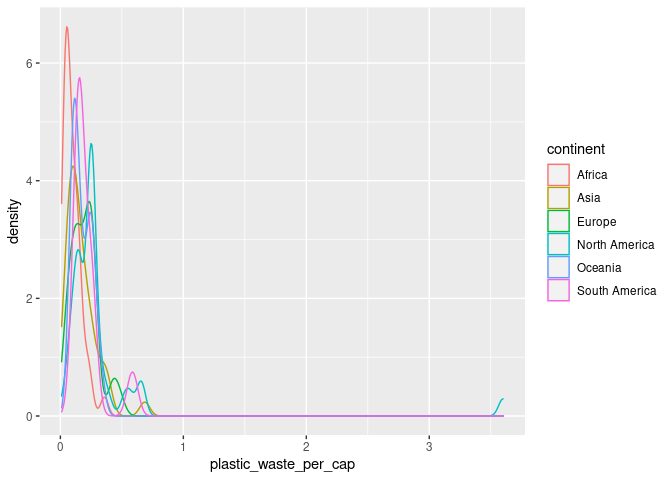 6
4
2
0
density
0 1 2 3
plastic_waste_per_cap
continent
Africa
Asia
Europe
North America
Oceania
South America